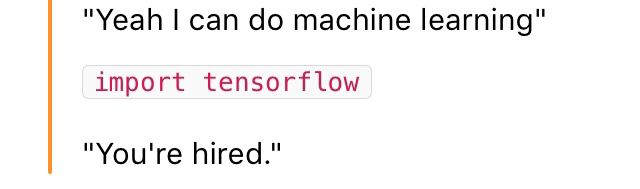 "Yeah I can do machine learning"
import tensorflow
"You're hired."